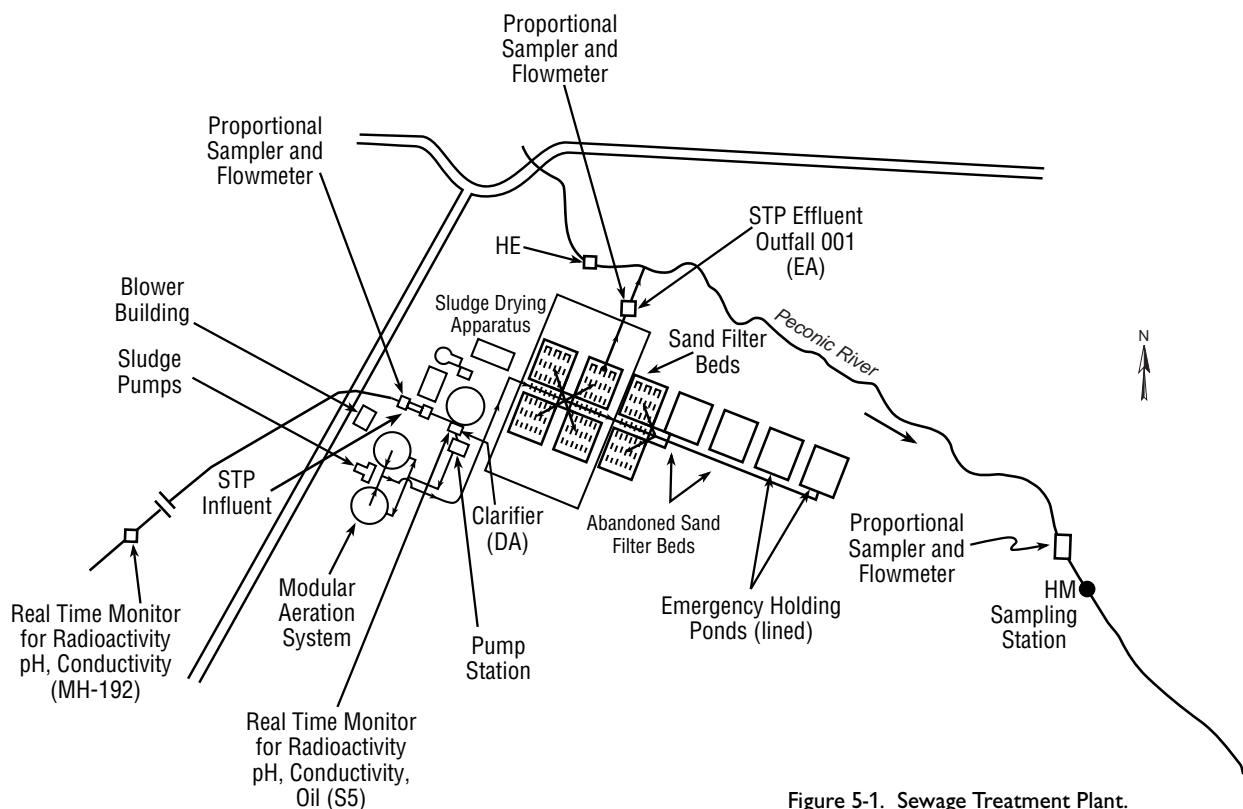 Proportional
Sampler and
Flowmeter
Proportional
Sampler and
Flowmeter
STP Effluent
Outfall 001
(EA)
HE
Blower
Building
Sludge Drying
Apparatus
Sand Filter
Beds
Peconic River
N
Sludge
Pumps
STP
Influent
Clarifier
(DA)
Abandoned Sand
Filter Beds
Proportional
Sampler and
Flowmeter
Modular
Aeration
System
Emergency Holding
Ponds (lined)
HM
Sampling
Station
Real Time Monitor
for Radioactivity
pH, Conductivity
(MH-192)
Pump
Station
Real Time Monitor
for Radioactivity
pH, Conductivity,
Oil (S5)
Figure 5-1. Sewage Treatment Plant.